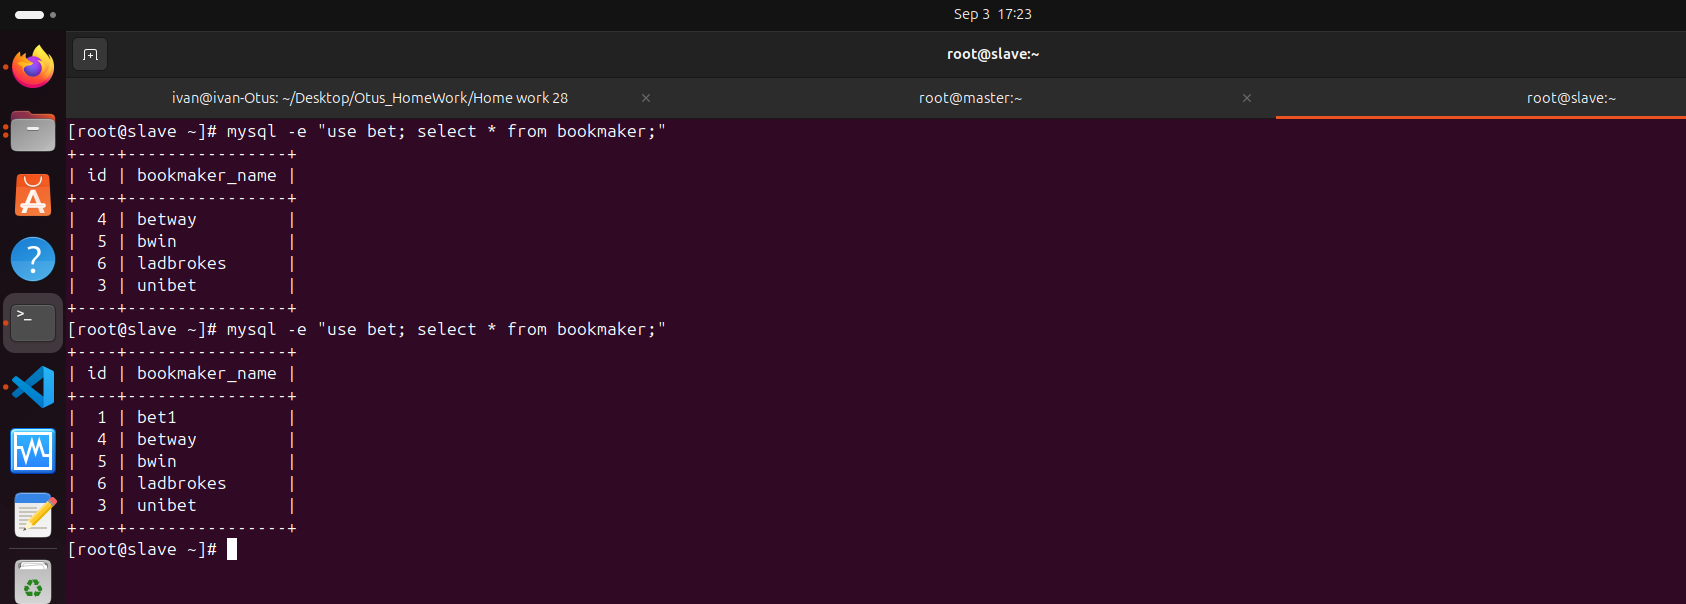 Sep 3 17:23
root@slave:~
ivan@ivan-Otus: ~/Desktop/Otus_HomeWork/Home work 28 × root@master:~ × root@slave:~
[root@slave ~]# mysql -e "use bet; select * from bookmaker;"
+----+----------------+
| id | bookmaker_name |
+----+----------------+
|  4 | betway         |
|  5 | bwin           |
|  6 | ladbrokes      |
|  3 | unibet         |
+----+----------------+
[root@slave ~]# mysql -e "use bet; select * from bookmaker;"
+----+----------------+
| id | bookmaker_name |
+----+----------------+
|  1 | bet1           |
|  4 | betway         |
|  5 | bwin           |
|  6 | ladbrokes      |
|  3 | unibet         |
+----+----------------+
[root@slave ~]#